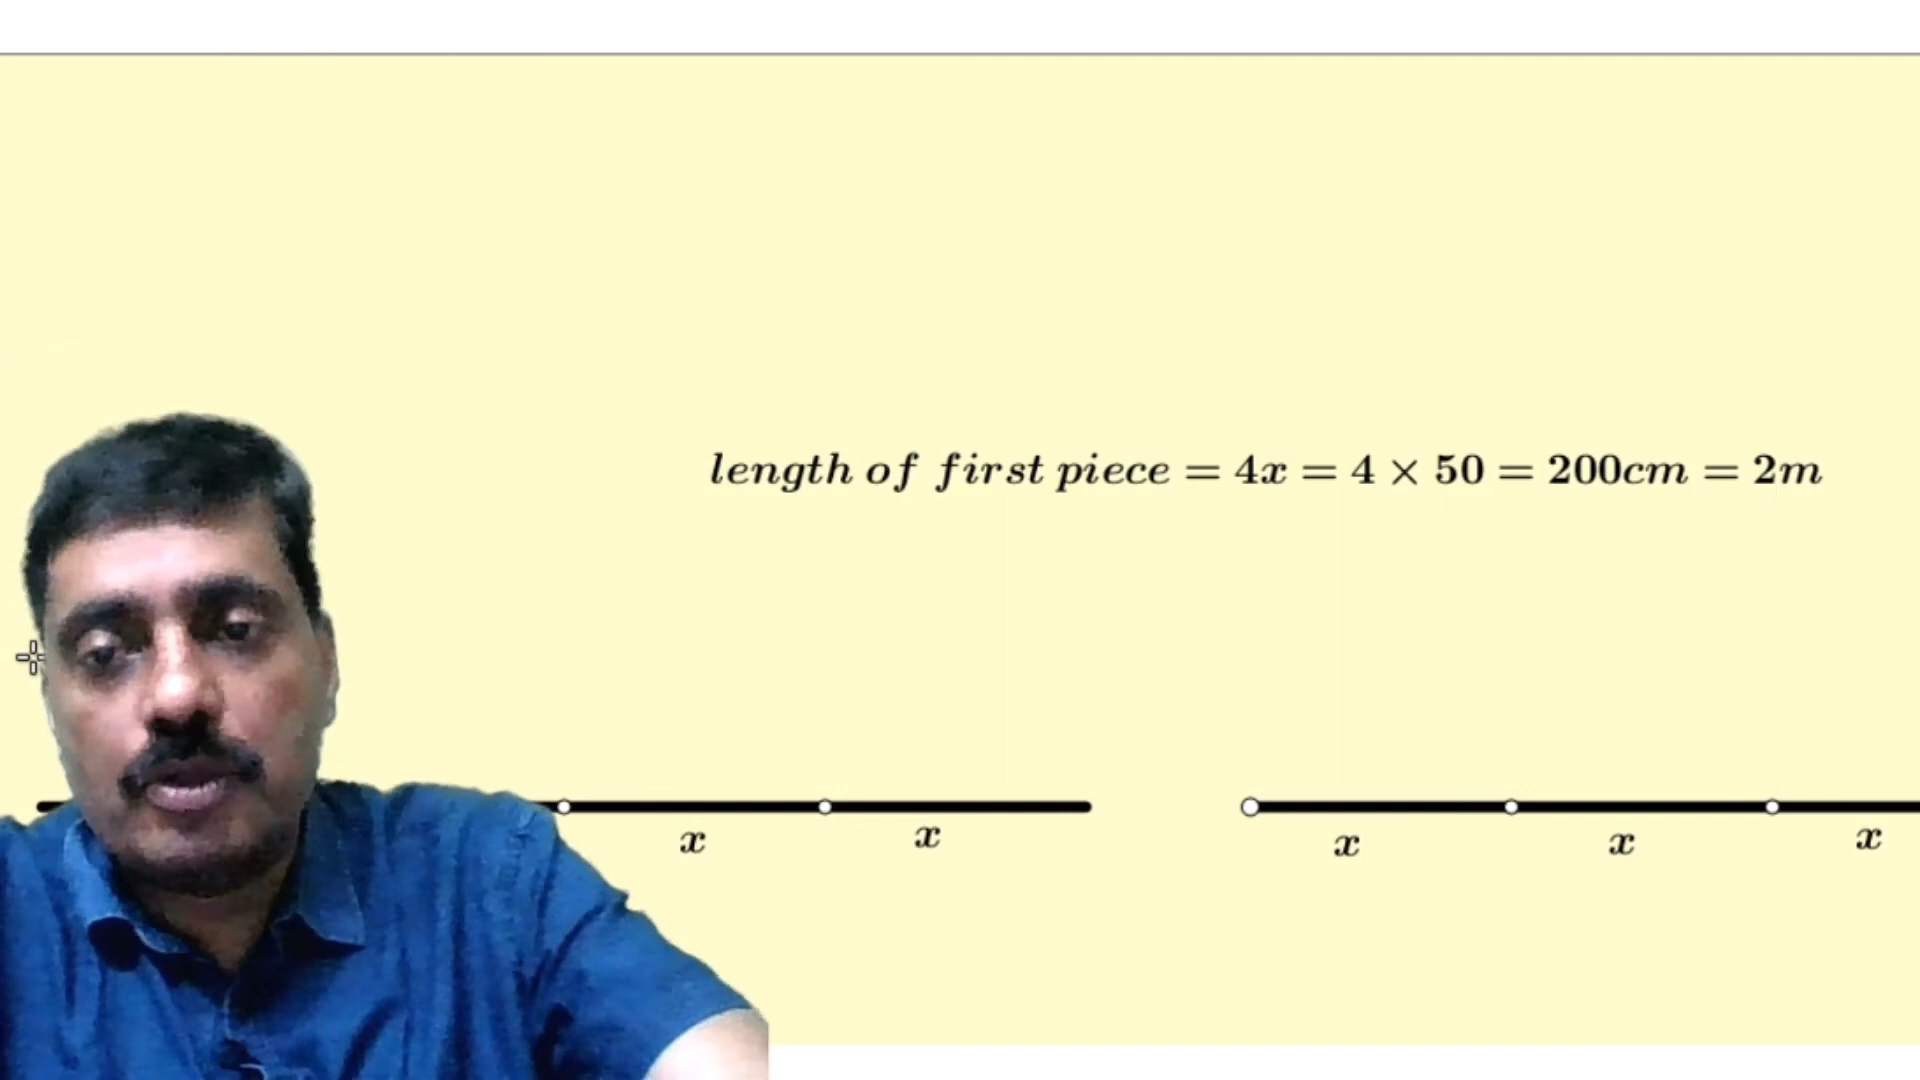 length of first piece = 4x = 4 × 50 = 200cm = 2m
x x x x x